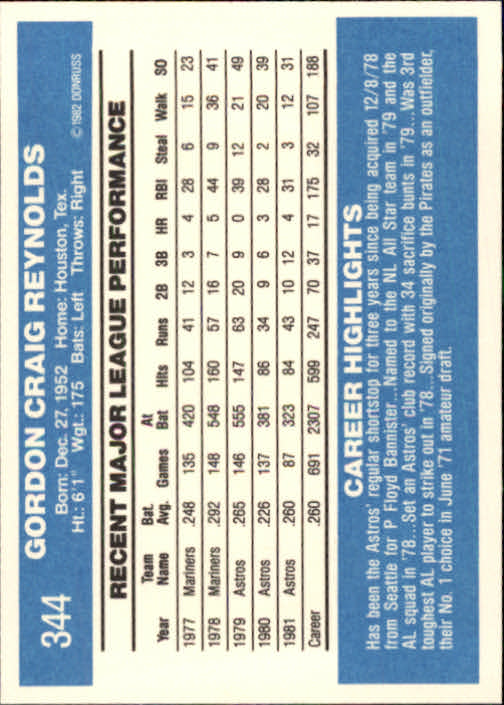 344
GORDON CRAIG REYNOLDS
Born: Dec. 27, 1952 Home: Houston, Tex.
Ht.: 6'1" Wgt.: 175 Bats: Left Throws: Right © 1982 DONRUSS
RECENT MAJOR LEAGUE PERFORMANCE
Team Bat. At
Year Name Avg. Games Bat Hits Runs 2B 3B HR RBI Steal Walk SO
1977 Mariners .248 135 420 104 41 12 3 4 28 6 15 23
1978 Mariners .292 148 548 160 57 16 7 5 44 9 36 41
1979 Astros .265 146 555 147 63 20 9 0 39 12 21 49
1980 Astros .226 137 381 86 34 9 6 3 28 2 20 39
1981 Astros .260 87 323 84 43 10 12 4 31 3 12 31
Career .260 691 2307 599 247 70 37 17 175 32 107 188
CAREER HIGHLIGHTS
Has been the Astros' regular shortstop for three years since being acquired 12/8/78
from Seattle for P Floyd Bannister...Named to the NL All Star team in '79 and the
AL squad in '78...Set an Astros' club record with 34 sacrifice bunts in '79...Was 3rd
toughest AL player to strike out in '78...Signed originally by the Pirates as an outfielder,
their No. 1 choice in June '71 amateur draft.